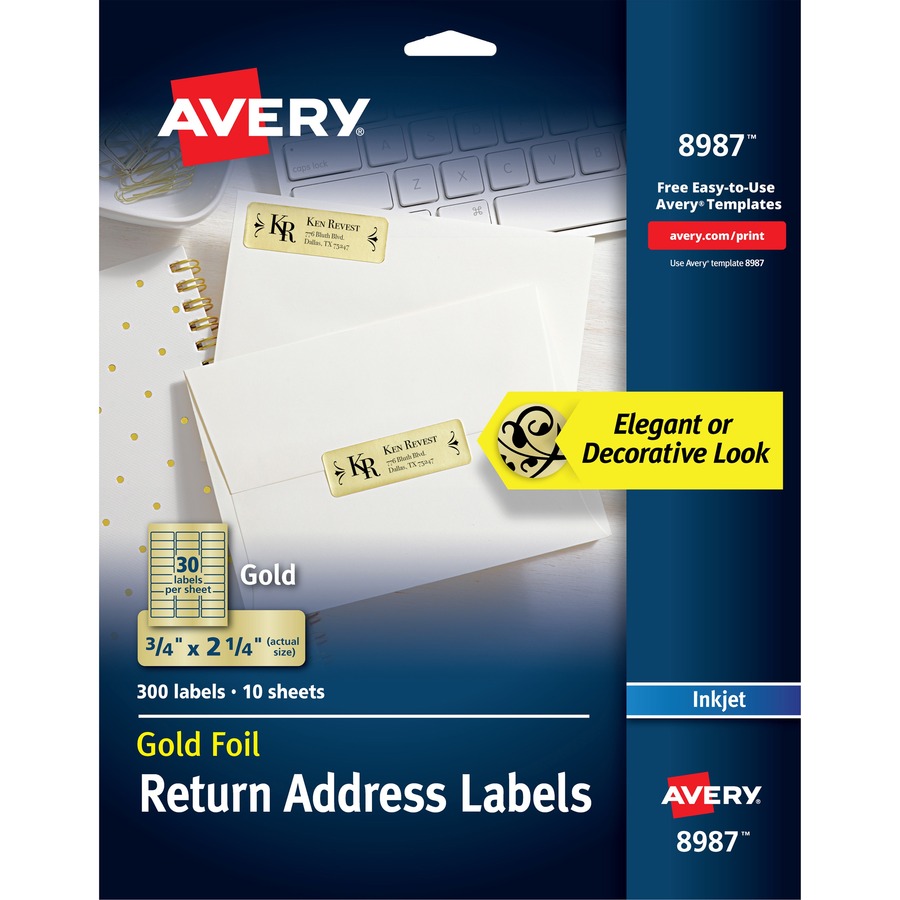 AVERY®
8987™
Free Easy-to-Use
Avery® Templates
avery.com/print
Use Avery® template 8987
caps lock
A
Z
X
C
V
B
⌘
KR
KEN REVEST
776 Bluth Blvd.
Dallas, TX 75247
Elegant or
Decorative Look
KR
KEN REVEST
776 Bluth Blvd.
Dallas, TX 75247
30
labels
per sheet
Gold
3/4" x 2 1/4" (actual
size)
300 labels • 10 sheets
Inkjet
Gold Foil
Return Address Labels
AVERY®
8987™